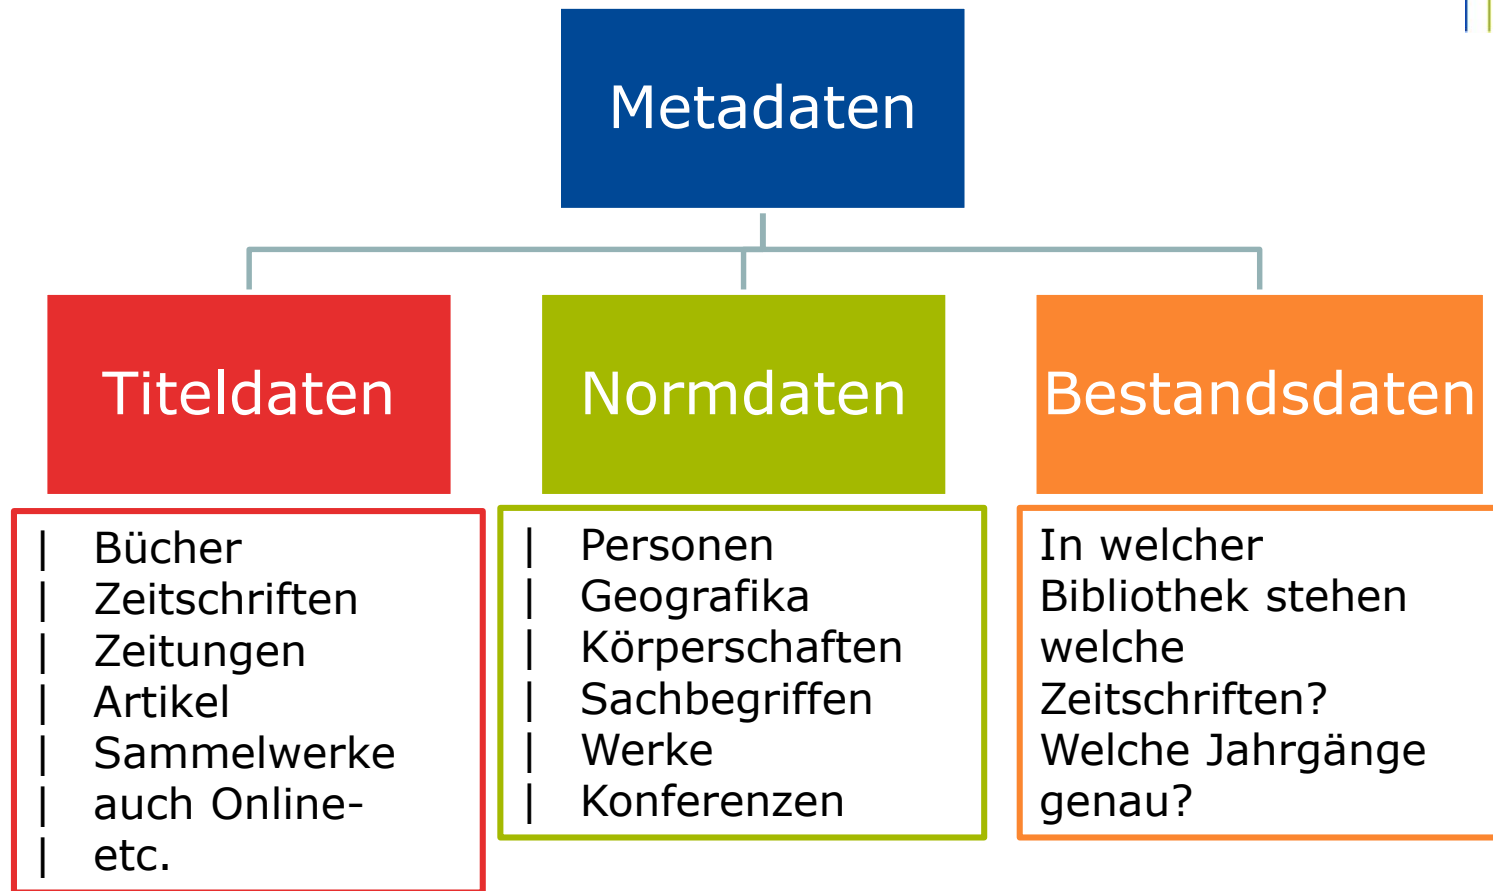 Metadaten
Titeldaten
Normdaten
Bestandsdaten
| Bücher
| Zeitschriften
| Zeitungen
| Artikel
| Sammelwerke
| auch Online-
| etc.
| Personen
| Geografika
| Körperschaften
| Sachbegriffen
| Werke
| Konferenzen
In welcher
Bibliothek stehen
welche
Zeitschriften?
Welche Jahrgänge
genau?